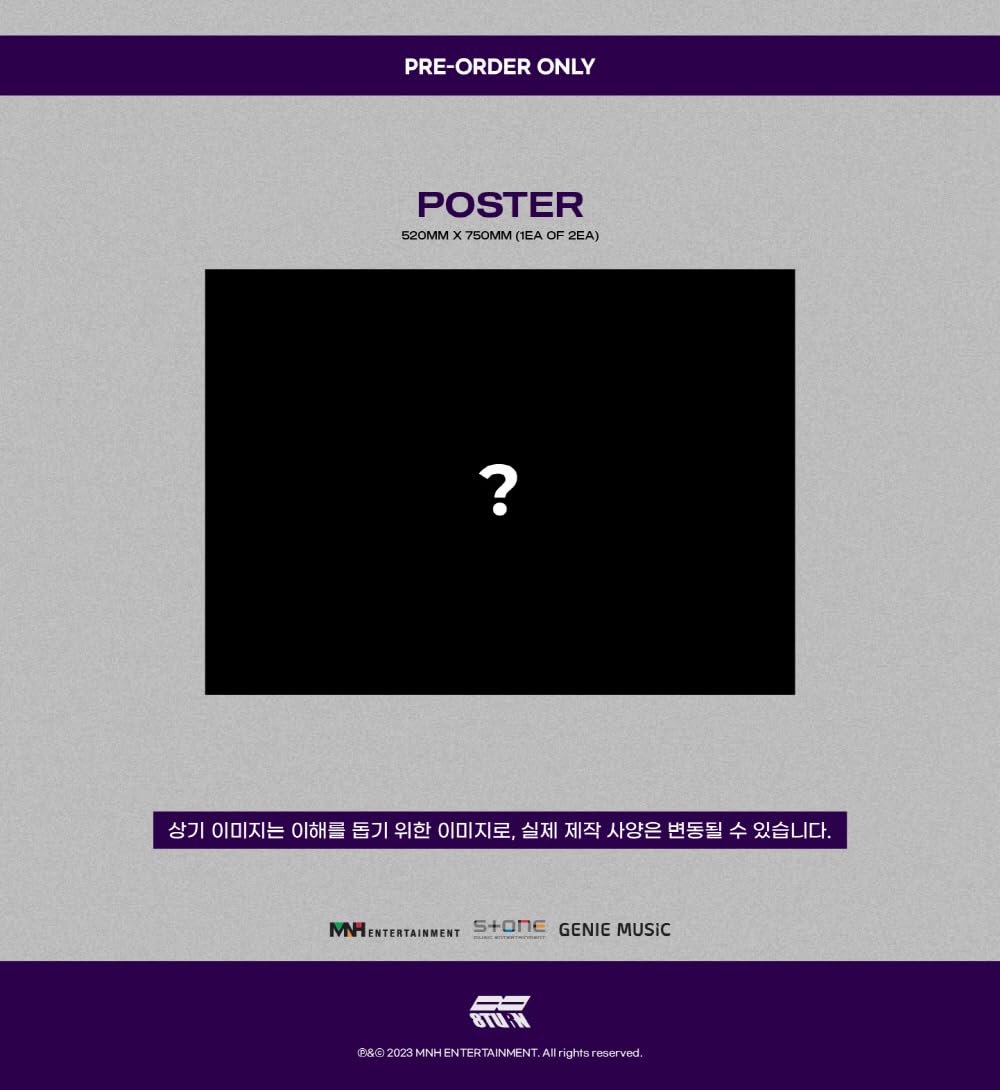 PRE-ORDER ONLY
POSTER
520MM X 750MM (1EA OF 2EA)
?
상기 이미지는 이해를 돕기 위한 이미지로, 실제 제작 사양은 변동될 수 있습니다.
MNH ENTERTAINMENT
STONE
MUSIC ENTERTAINMENT
GENIE MUSiC
8TURN
℗&© 2023 MNH ENTERTAINMENT. All rights reserved.